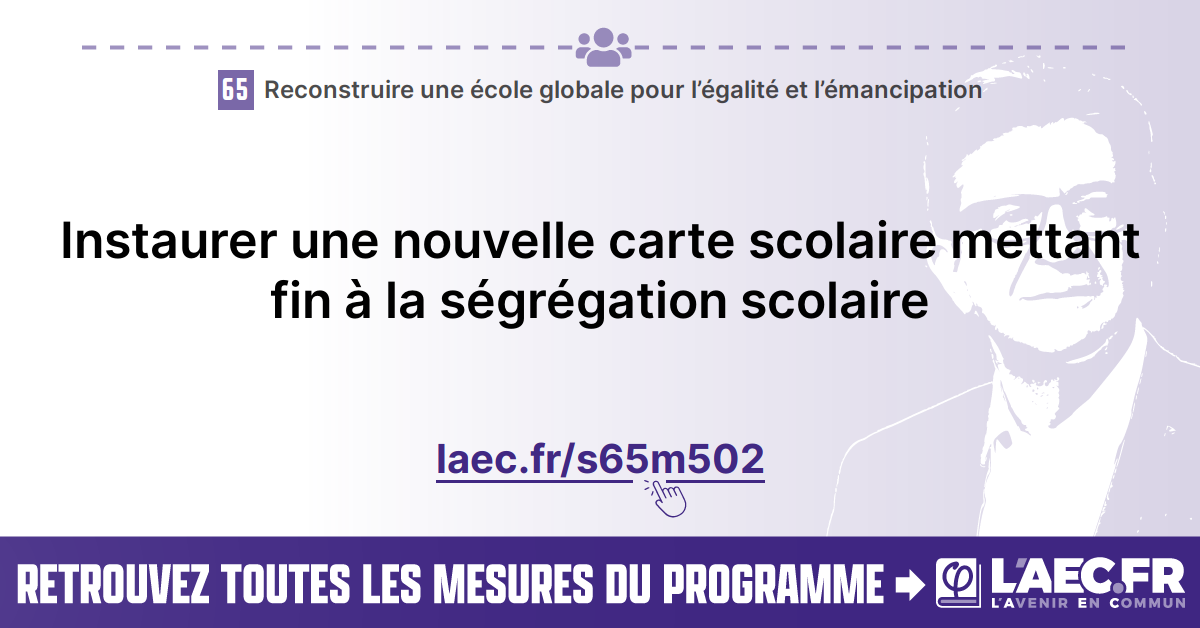 65 Reconstruire une école globale pour l’égalité et l’émancipation
Instaurer une nouvelle carte scolaire mettant
fin à la ségrégation scolaire
laec.fr/s65m502
RETROUVEZ TOUTES LES MESURES DU PROGRAMME
L'AEC.FR
L'AVENIR EN COMMUN